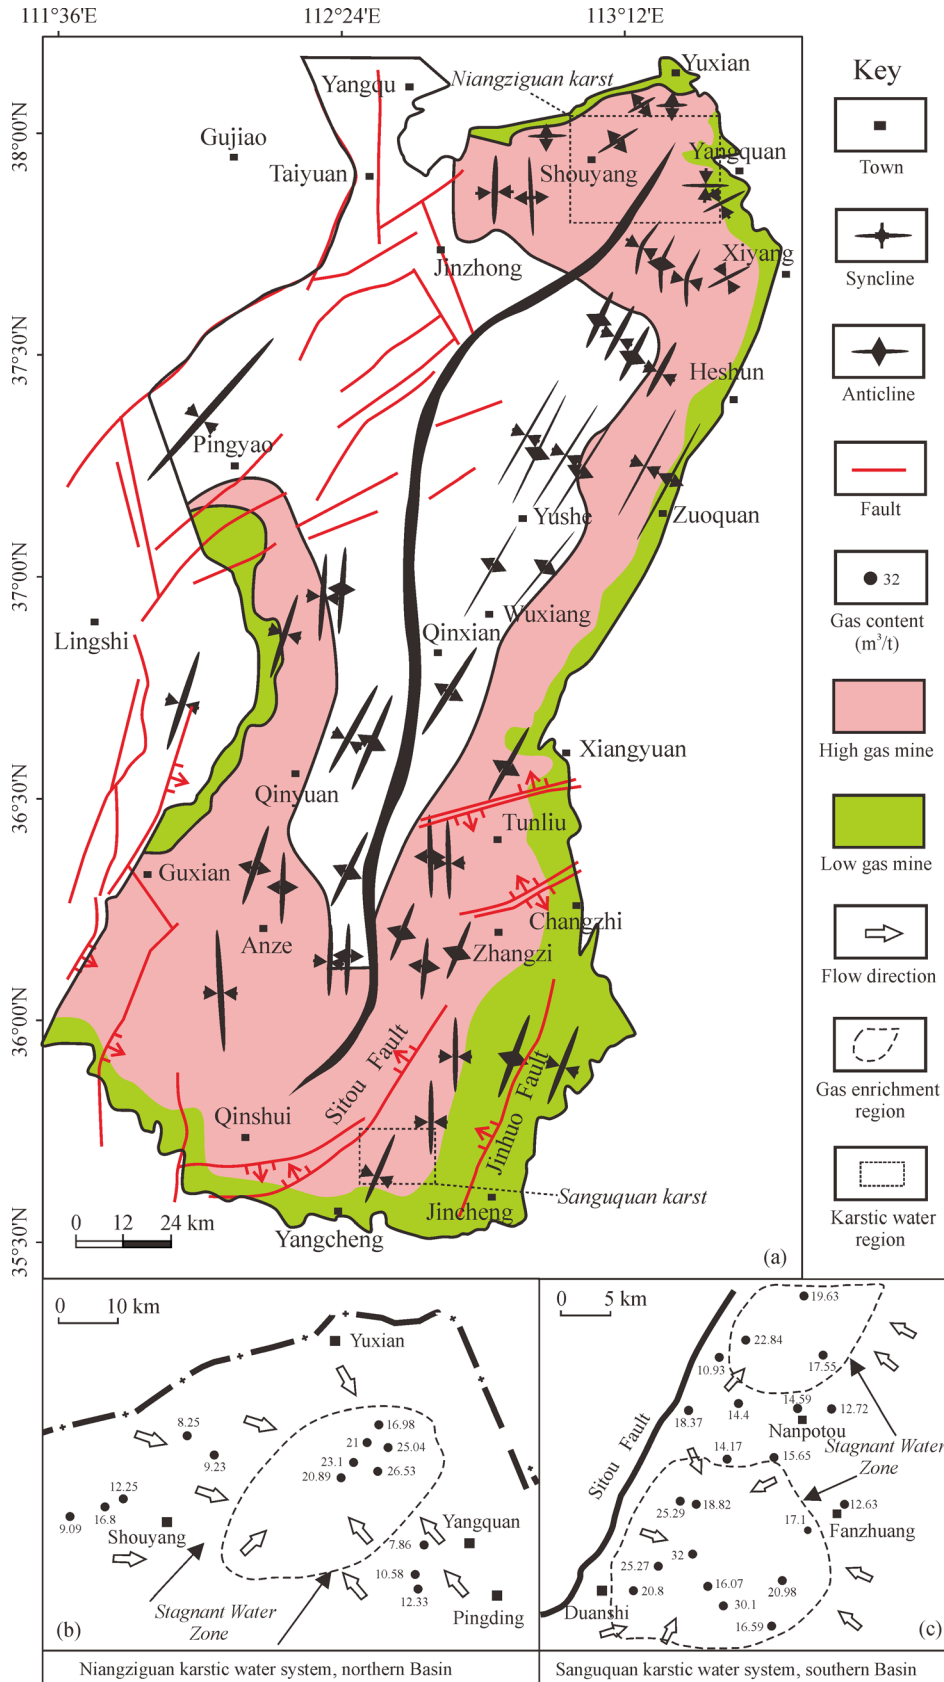 111°36'E
112°24'E
113°12'E
38°00'N
37°30'N
37°00'N
36°30'N
36°00'N
35°30'N
Yuxian
Niangziguan karst
Yangqu
Gujiao
Taiyuan
Shouyang
Yangquan
Jinzhong
Xiyang
Heshun
Pingyao
Yushe
Zuoquan
Lingshi
Wuxiang
Qinxian
Xiangyuan
Qinyuan
Tunliu
Guxian
Changzhi
Anze
Zhangzi
Sitou Fault
Jinhuo Fault
Qinshui
Sanguquan karst
Jincheng
Yangcheng
0 12 24 km
(a)
Key
Town
Syncline
Anticline
Fault
32
Gas content
(m³/t)
High gas mine
Low gas mine
Flow direction
Gas enrichment
region
Karstic water
region
0 10 km
Yuxian
8.25
9.23
16.98
21
25.04
23.1
20.89
26.53
12.25
16.8
9.09
Shouyang
Yangquan
7.86
10.58
12.33
Pingding
Stagnant Water
Zone
(b)
Niangziguan karstic water system, northern Basin
0 5 km
19.63
22.84
10.93
17.55
14.59
14.4
12.72
18.37
Nanpotou
Sitou Fault
Stagnant Water
Zone
14.17
15.65
25.29
18.82
12.63
17.1
Fanzhuang
32
25.27
16.07
20.98
20.8
30.1
Duanshi
16.59
(c)
Sanguquan karstic water system, southern Basin